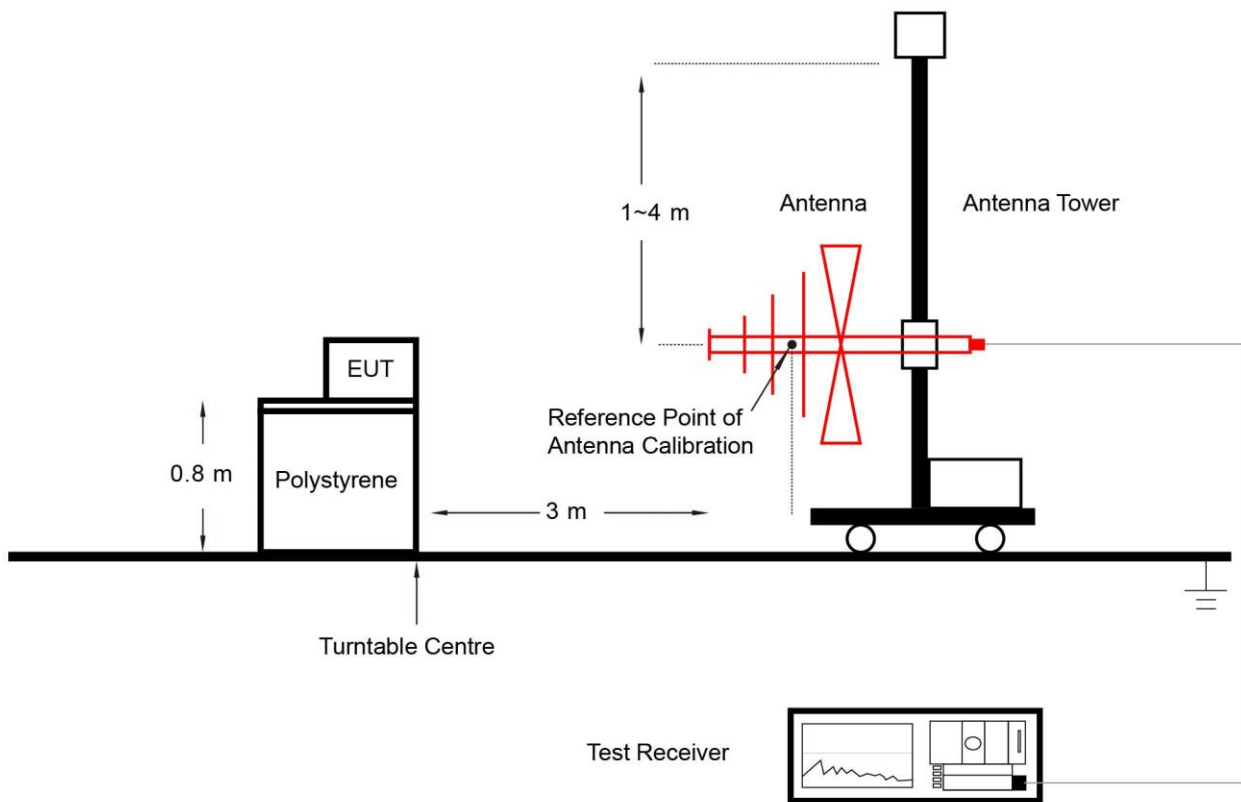 1~4 m
Antenna
Antenna Tower
EUT
Reference Point of
Antenna Calibration
0.8 m
Polystyrene
3 m
Turntable Centre
Test Receiver